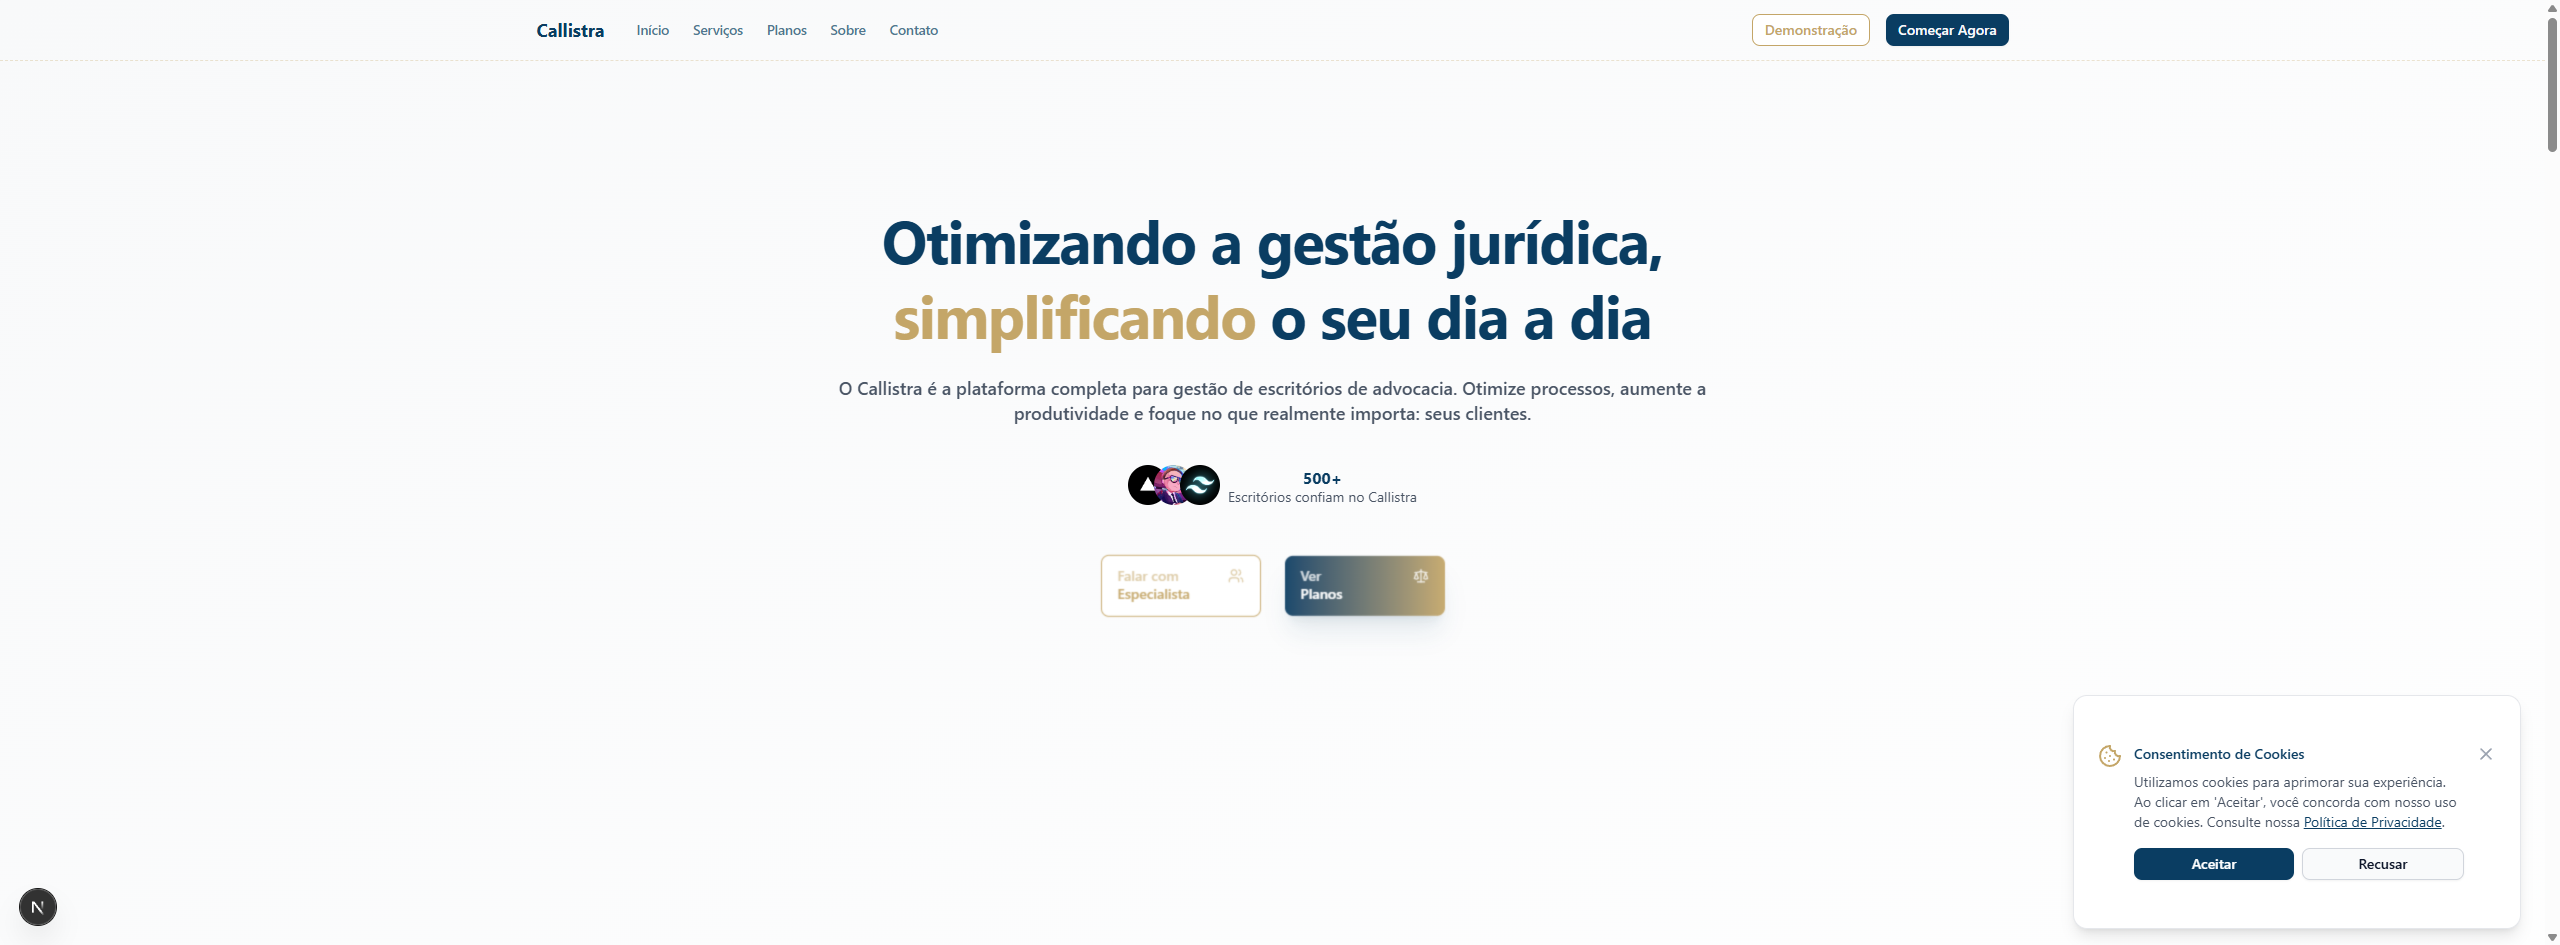 Callistra
Início
Serviços
Planos
Sobre
Contato
Demonstração
Começar Agora
Otimizando a gestão jurídica,
simplificando o seu dia a dia
O Callistra é a plataforma completa para gestão de escritórios de advocacia. Otimize processos, aumente a
produtividade e foque no que realmente importa: seus clientes.
500+
Escritórios confiam no Callistra
Falar com
Especialista
Ver
Planos
Consentimento de Cookies
Utilizamos cookies para aprimorar sua experiência.
Ao clicar em 'Aceitar', você concorda com nosso uso
de cookies. Consulte nossa Política de Privacidade.
Aceitar
Recusar
N